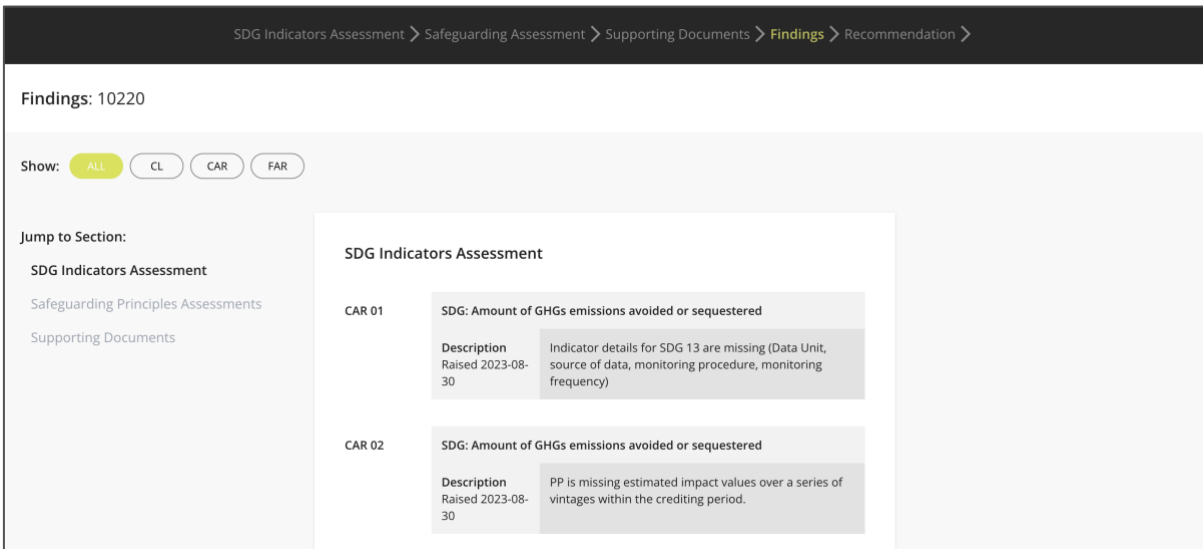 SDG Indicators Assessment > Safeguarding Assessment > Supporting Documents > Findings > Recommendation >
Findings: 10220
Show: ALL CL CAR FAR
Jump to Section:
SDG Indicators Assessment
Safeguarding Principles Assessments
Supporting Documents
SDG Indicators Assessment
CAR 01
SDG: Amount of GHGs emissions avoided or sequestered
Description
Raised 2023-08-
30
Indicator details for SDG 13 are missing (Data Unit,
source of data, monitoring procedure, monitoring
frequency)
CAR 02
SDG: Amount of GHGs emissions avoided or sequestered
Description
Raised 2023-08-
30
PP is missing estimated impact values over a series of
vintages within the crediting period.